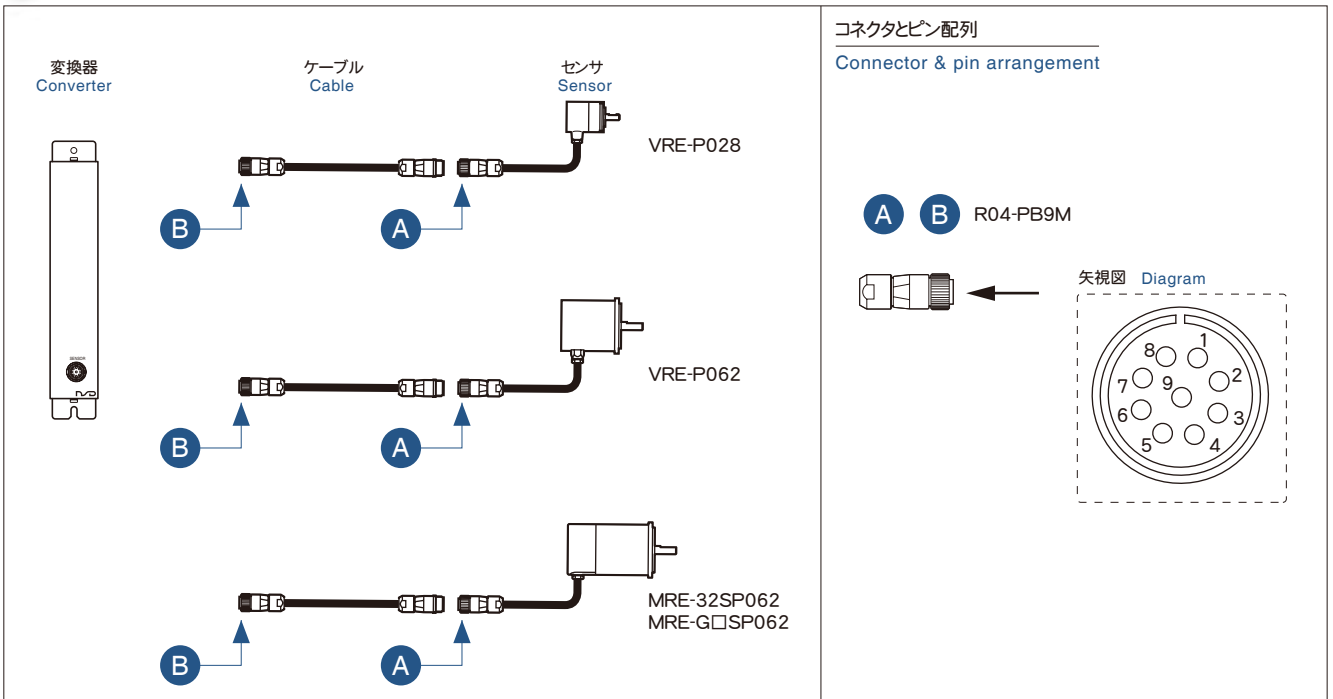 変換器
Converter
ケーブル
Cable
センサ
Sensor
VRE-P028
B
A
SENSOR
VRE-P062
B
A
MRE-32SP062
MRE-G□SP062
B
A
コネクタとピン配列
Connector & pin arrangement
A B R04-PB9M
矢視図 Diagram
8 1
7 9 2
6 3
5 4